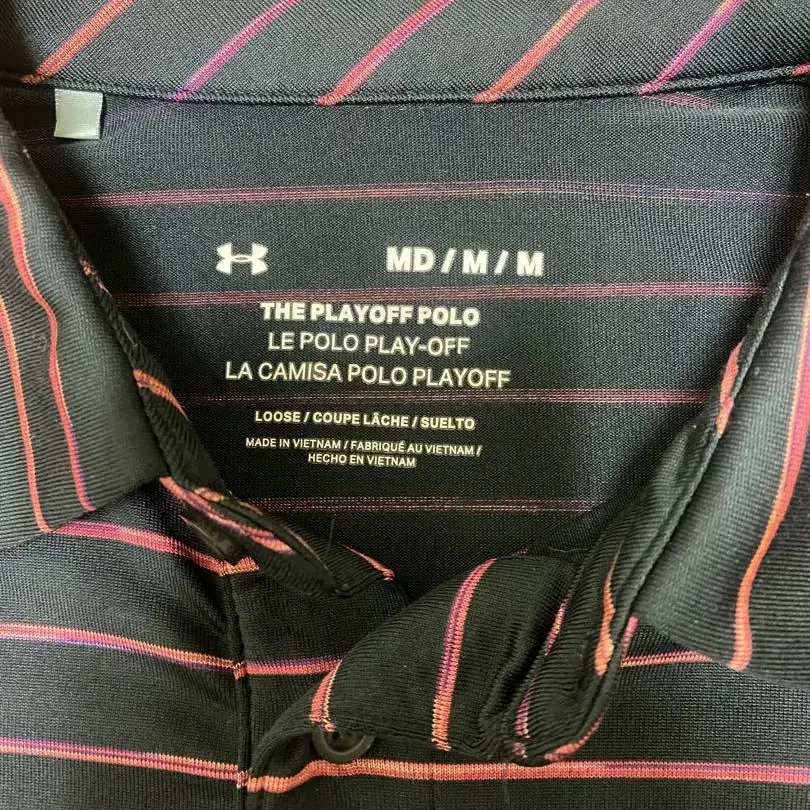 MD / M / M
THE PLAYOFF POLO
LE POLO PLAY-OFF
LA CAMISA POLO PLAYOFF
LOOSE / COUPE LÂCHE / SUELTO
MADE IN VIETNAM / FABRIQUÉ AU VIETNAM /
HECHO EN VIETNAM